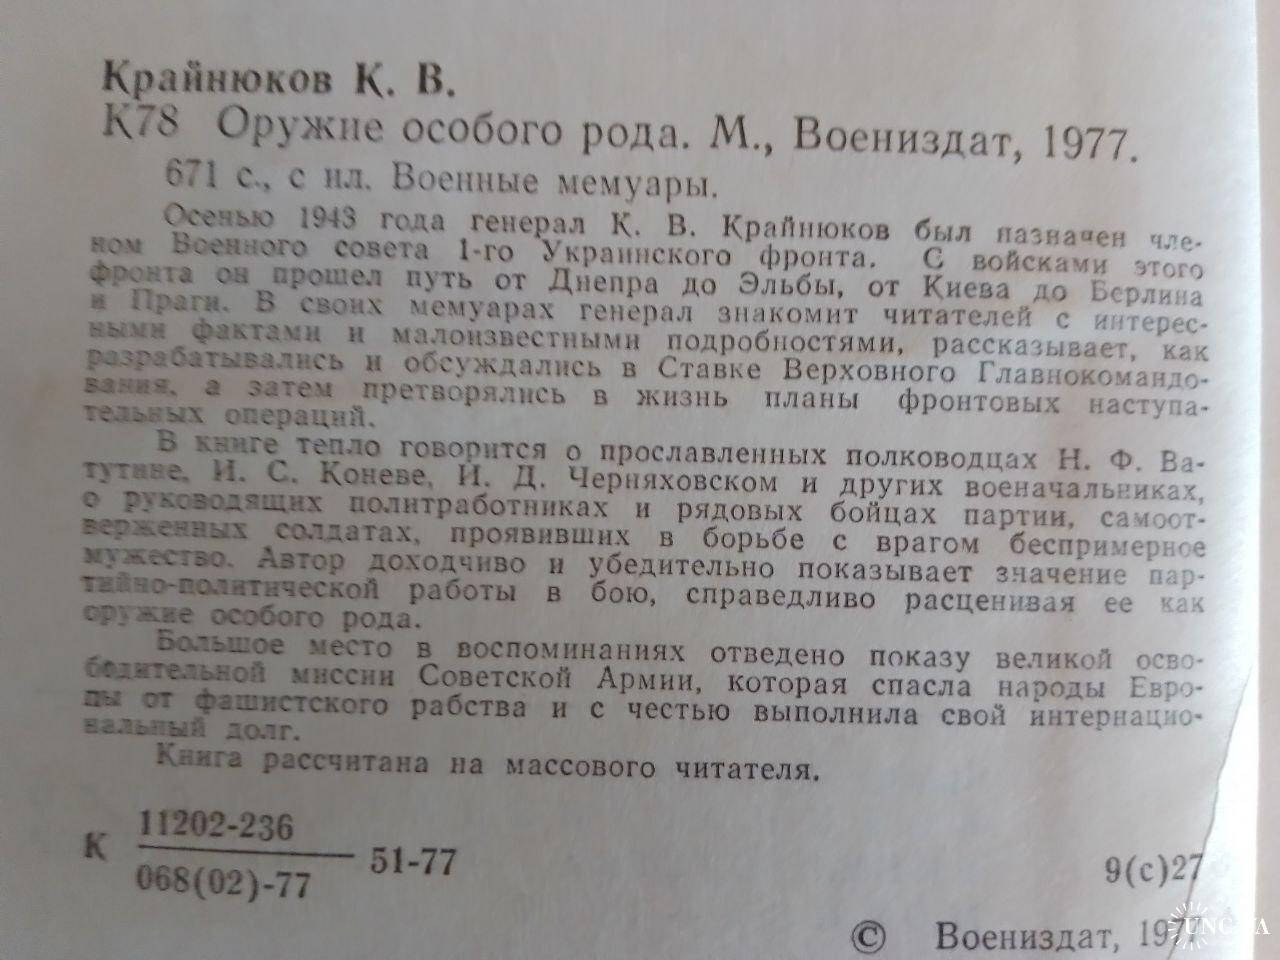 Крайнюков К. В.
К78 Оружие особого рода. М., Воениздат, 1977.
671 с., с ил. Военные мемуары.
Осенью 1943 года генерал К. В. Крайнюков был назначен чле-
ном Военного совета 1-го Украинского фронта. С войсками этого
фронта он прошел путь от Днепра до Эльбы, от Киева до Берлина
и Праги. В своих мемуарах генерал знакомит читателей с интерес-
ными фактами и малоизвестными подробностями, рассказывает, как
разрабатывались и обсуждались в Ставке Верховного Главнокомандо-
вания, а затем претворялись в жизнь планы фронтовых наступа-
тельных операций.
В книге тепло говорится о прославленных полководцах Н. Ф. Ва-
тутине, И. С. Коневе, И. Д. Черняховском и других военачальниках,
о руководящих политработниках и рядовых бойцах партии, самоот-
верженных солдатах, проявивших в борьбе с врагом беспримерное
мужество. Автор доходчиво и убедительно показывает значение пар-
тийно-политической работы в бою, справедливо расценивая ее как
оружие особого рода.
Большое место в воспоминаниях отведено показу великой осво-
бодительной миссии Советской Армии, которая спасла народы Евро-
пы от фашистского рабства и с честью выполнила свой интернацио-
нальный долг.
Книга рассчитана на массового читателя.
К 11202-236
068(02)-77 51-77
9(с)27
© Воениздат, 197